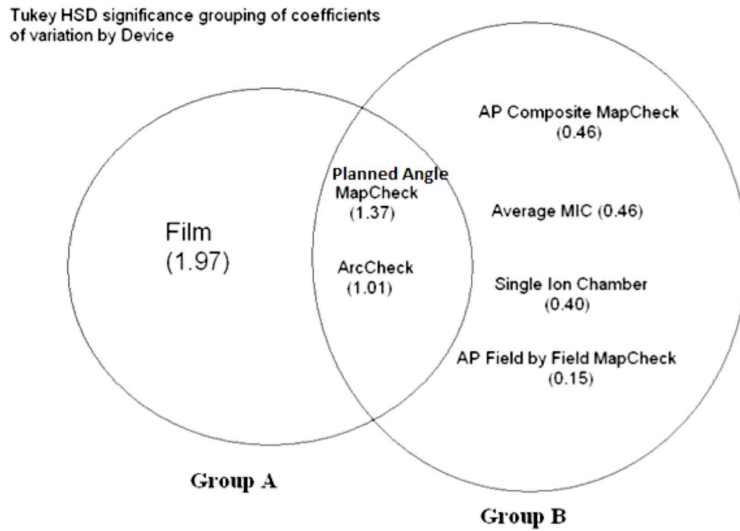 Tukey HSD significance grouping of coefficients
of variation by Device
AP Composite MapCheck
(0.46)
Planned Angle
MapCheck
(1.37)
Average MIC (0.46)
Film
(1.97)
ArcCheck
(1.01)
Single Ion Chamber
(0.40)
AP Field by Field MapCheck
(0.15)
Group A
Group B